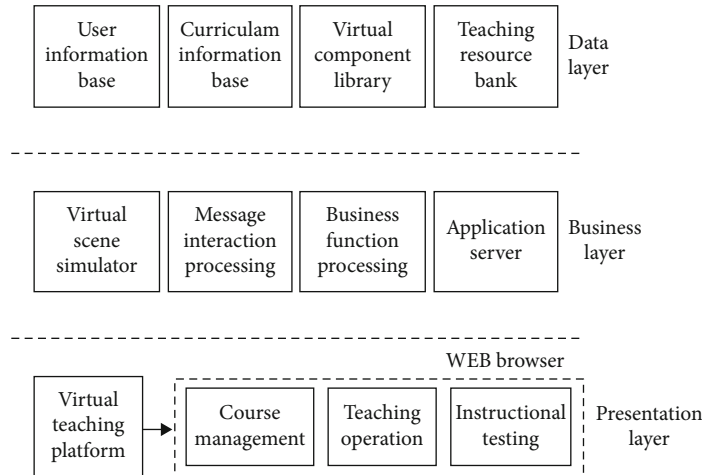 User
information
base
Curriculam
information
base
Virtual
component
library
Teaching
resource
bank
Data
layer
Virtual
scene
simulator
Message
interaction
processing
Business
function
processing
Application
server
Business
layer
WEB browser
Virtual
teaching
platform
Course
management
Teaching
operation
Instructional
testing
Presentation
layer